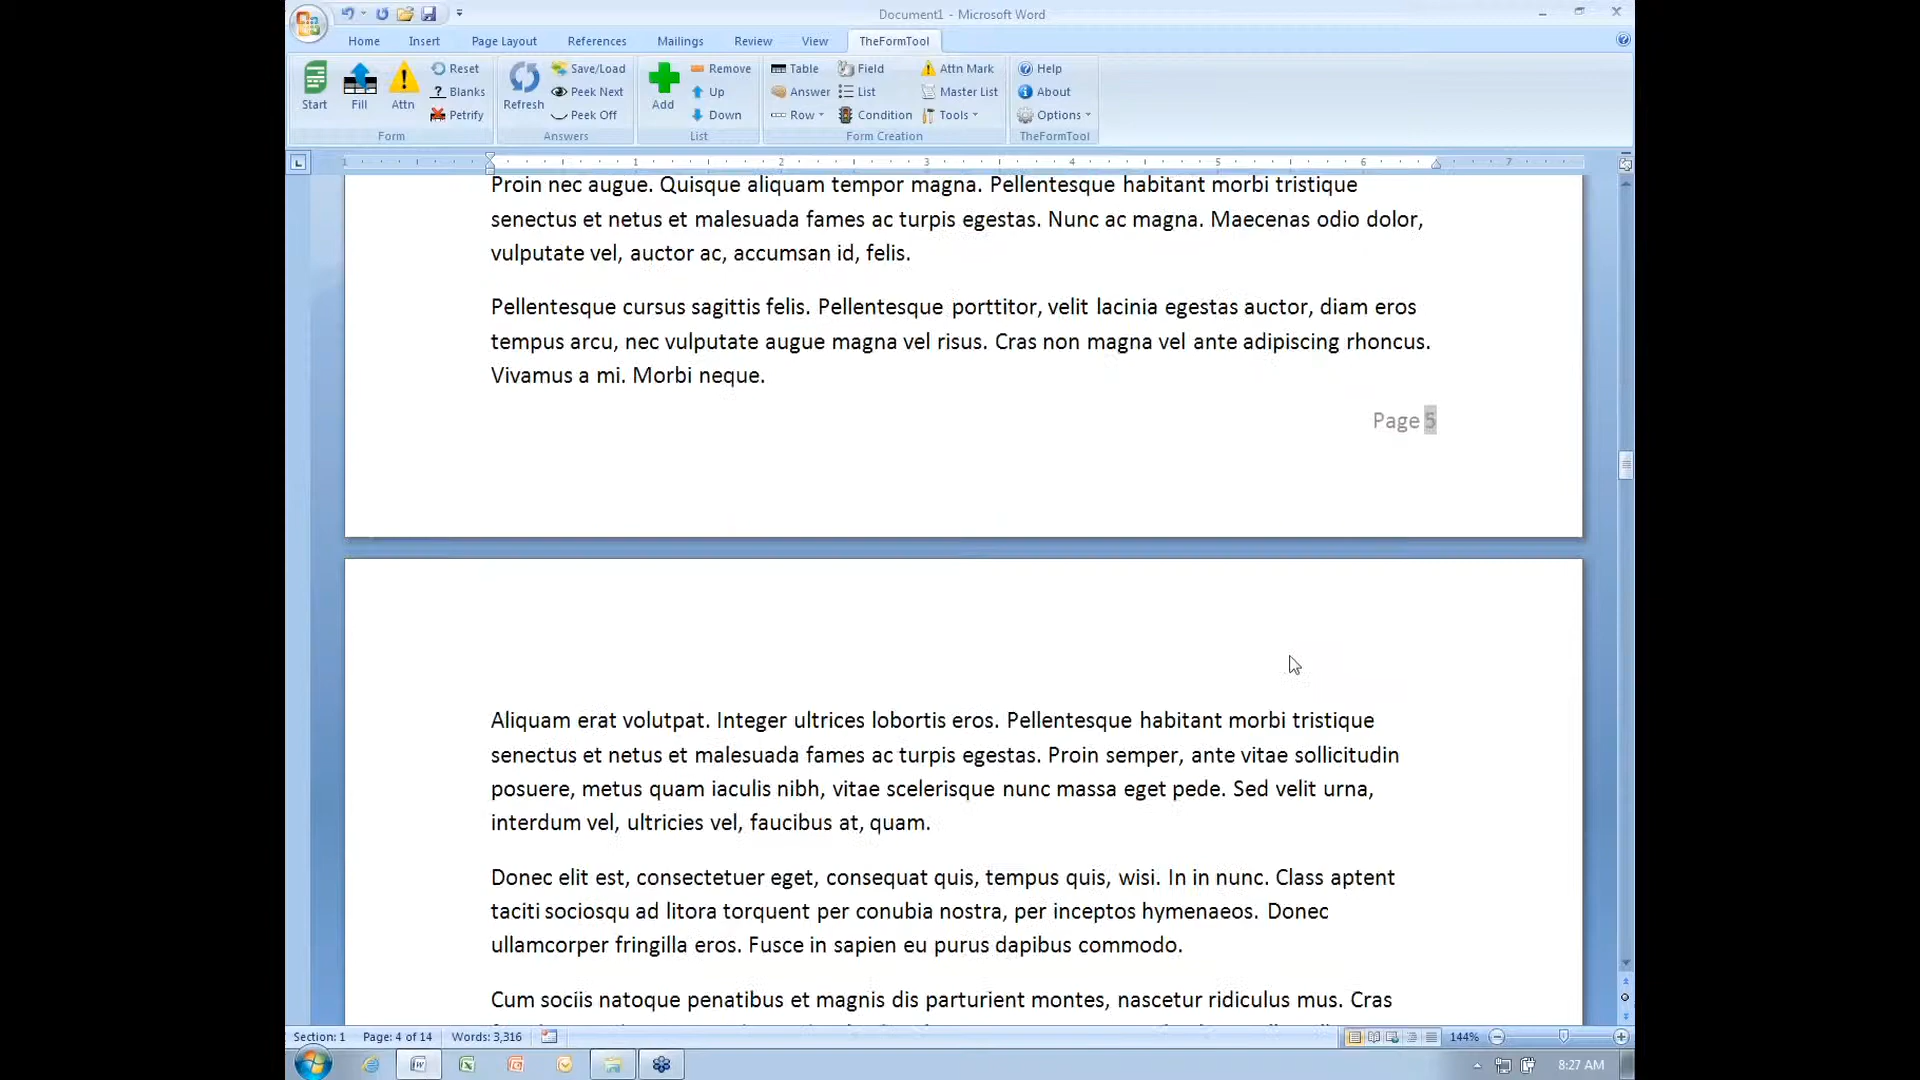 Document1 - Microsoft Word
Home Insert Page Layout References Mailings Review View TheFormTool
Start Fill Attn Reset Blanks Petrify
Form
Refresh Save/Load Peek Next Peek Off
Answers
Add Remove Up Down
List
Table Field Attn Mark
Answer List Master List
Row Condition Tools
Form Creation
Help
About
Options
TheFormTool
1 1 2 3 4 5 6 7
Proin nec augue. Quisque aliquam tempor magna. Pellentesque habitant morbi tristique
senectus et netus et malesuada fames ac turpis egestas. Nunc ac magna. Maecenas odio dolor,
vulputate vel, auctor ac, accumsan id, felis.
Pellentesque cursus sagittis felis. Pellentesque porttitor, velit lacinia egestas auctor, diam eros
tempus arcu, nec vulputate augue magna vel risus. Cras non magna vel ante adipiscing rhoncus.
Vivamus a mi. Morbi neque.
Page 5
Aliquam erat volutpat. Integer ultrices lobortis eros. Pellentesque habitant morbi tristique
senectus et netus et malesuada fames ac turpis egestas. Proin semper, ante vitae sollicitudin
posuere, metus quam iaculis nibh, vitae scelerisque nunc massa eget pede. Sed velit urna,
interdum vel, ultricies vel, faucibus at, quam.
Donec elit est, consectetuer eget, consequat quis, tempus quis, wisi. In in nunc. Class aptent
taciti sociosqu ad litora torquent per conubia nostra, per inceptos hymenaeos. Donec
ullamcorper fringilla eros. Fusce in sapien eu purus dapibus commodo.
Cum sociis natoque penatibus et magnis dis parturient montes, nascetur ridiculus mus. Cras
Section: 1 Page: 4 of 14 Words: 3,316 144%
8:27 AM